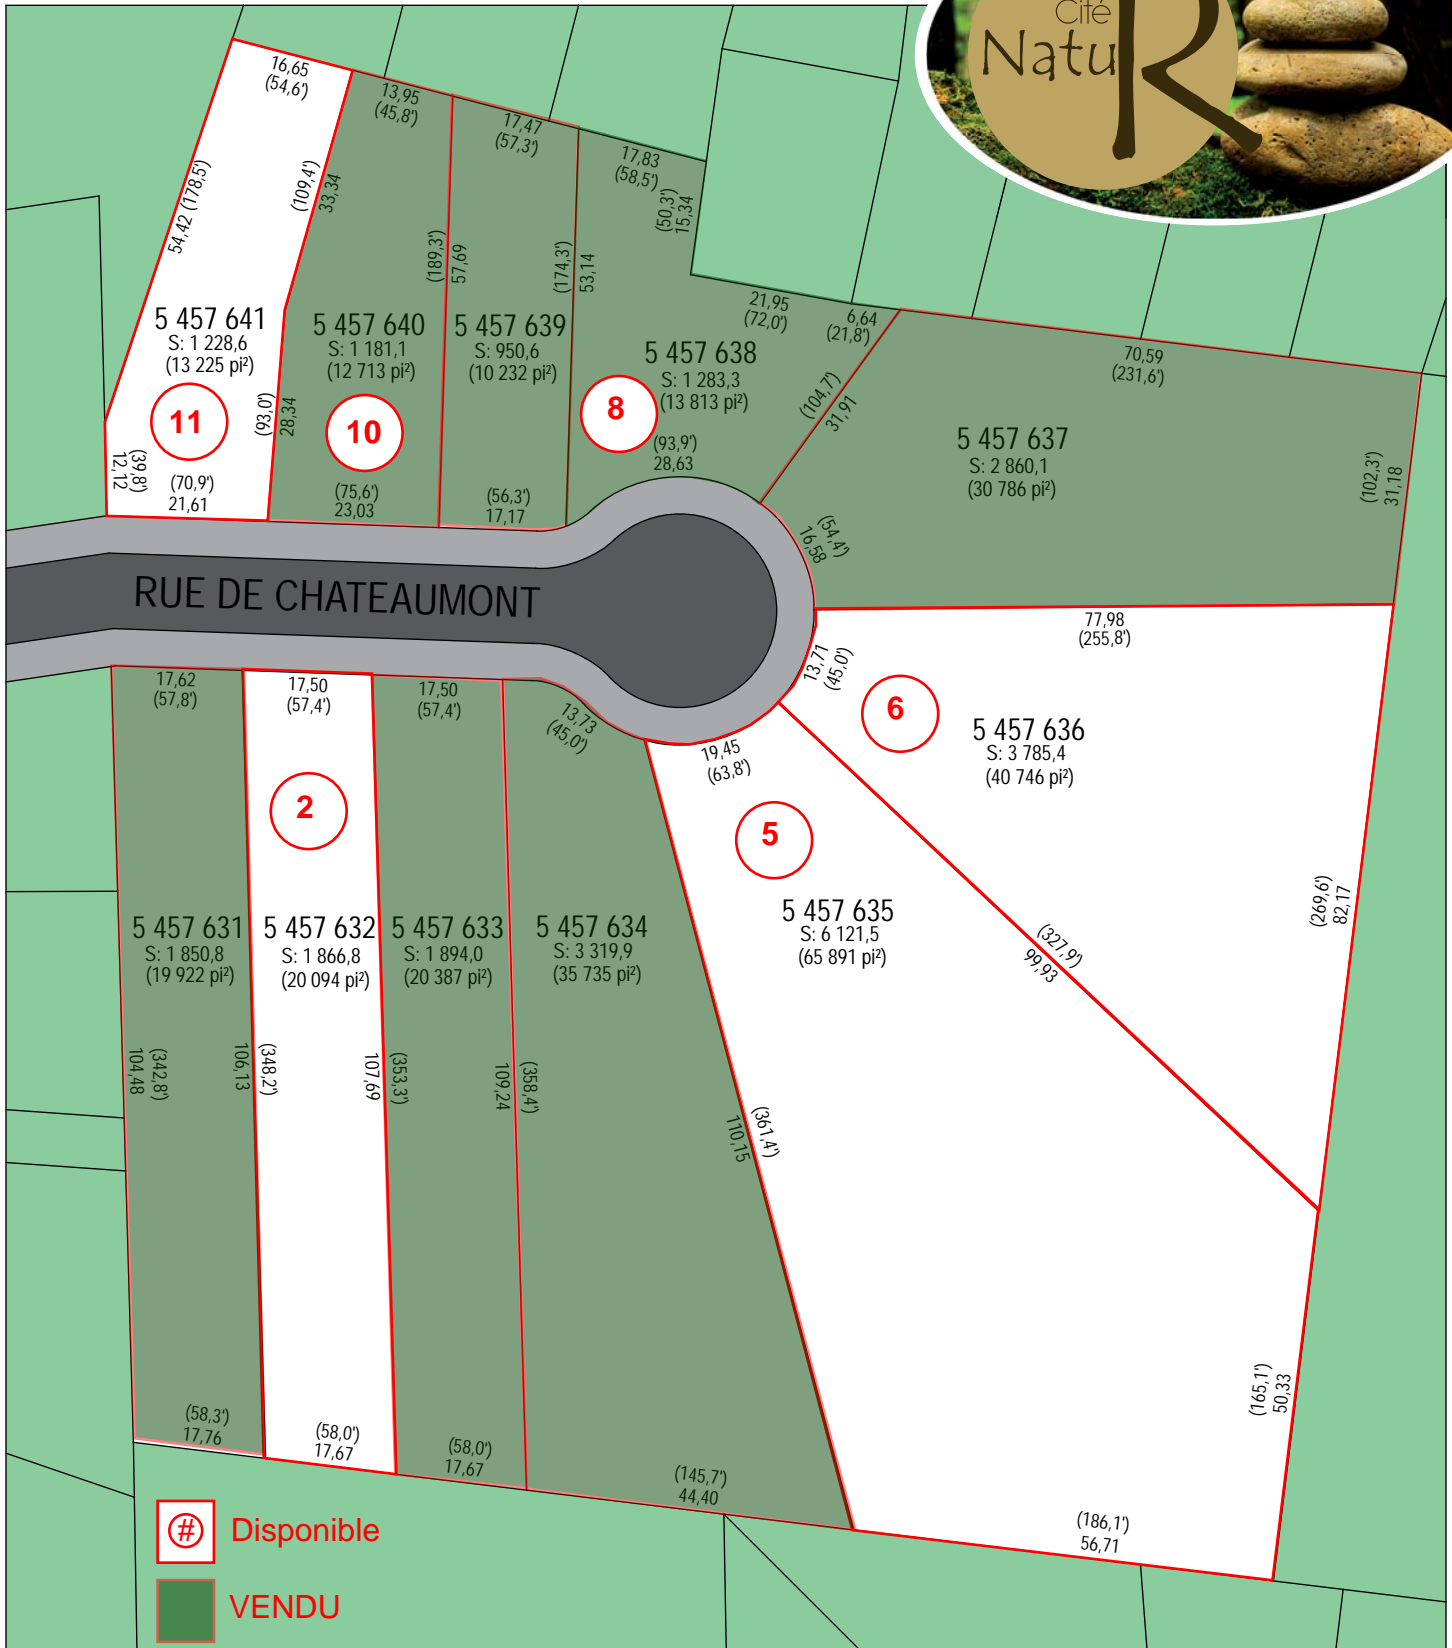 Cité
NatuR
16,65
(54,6')
13,95
(45,8')
17,47
(57,3')
17,83
(58,5')
(50,3')
15,34
54,42 (178,5')
(109,4')
33,34
(189,3')
57,69
(174,3')
53,14
21,95
(72,0')
6,64
(21,8')
70,59
(231,6')
5 457 641
S: 1 228,6
(13 225 pi²)
11
5 457 640
S: 1 181,1
(12 713 pi²)
10
5 457 639
S: 950,6
(10 232 pi²)
5 457 638
S: 1 283,3
(13 813 pi²)
8
(93,9')
28,63
(104,7')
31,91
5 457 637
S: 2 860,1
(30 786 pi²)
(102,3')
31,18
(93,0')
28,34
(39,8')
12,12
(70,9')
21,61
(75,6')
23,03
(56,3')
17,17
(54,4')
16,58
RUE DE CHATEAUMONT
77,98
(255,8')
13,71
(45,0')
17,62
(57,8')
17,50
(57,4')
17,50
(57,4')
13,73
(45,0')
19,45
(63,8')
6
5 457 636
S: 3 785,4
(40 746 pi²)
2
5
5 457 631
S: 1 850,8
(19 922 pi²)
5 457 632
S: 1 866,8
(20 094 pi²)
5 457 633
S: 1 894,0
(20 387 pi²)
5 457 634
S: 3 319,9
(35 735 pi²)
5 457 635
S: 6 121,5
(65 891 pi²)
(327,9')
99,93
(269,6')
82,17
(342,8')
104,48
106,13
(348,2')
107,69
(353,3')
109,24
(358,4')
(361,4')
110,15
(165,1')
50,33
(58,3')
17,76
(58,0')
17,67
(58,0')
17,67
(145,7')
44,40
(186,1')
56,71
# Disponible
VENDU